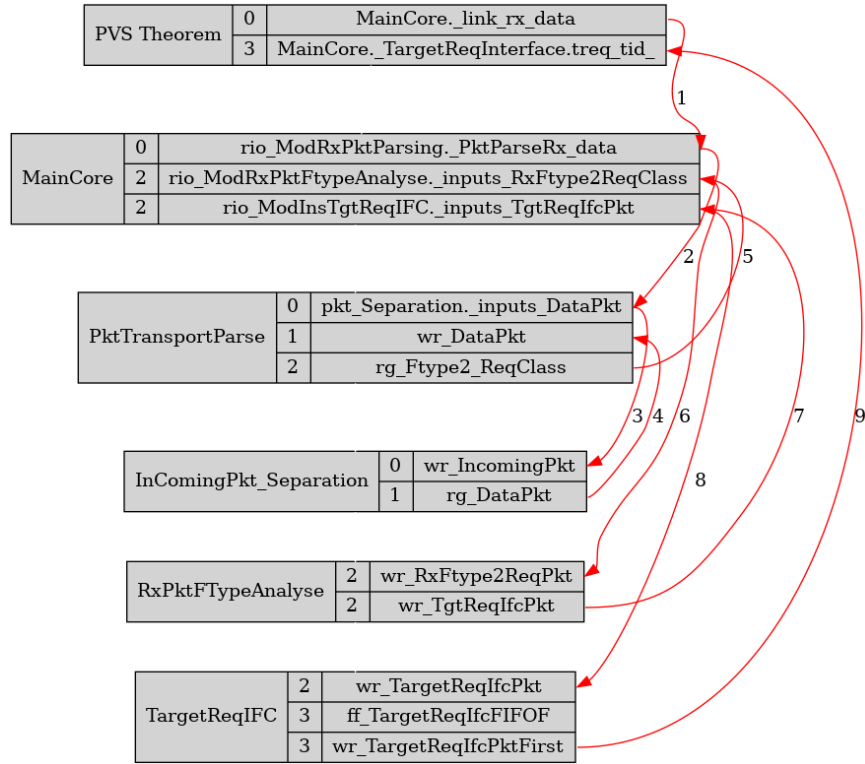 PVS Theorem
0 MainCore._link_rx_data
3 MainCore._TargetReqInterface.treq_tid_
1
MainCore
0 rio_ModRxPktParsing._PktParseRx_data
2 rio_ModRxPktFtypeAnalyse._inputs_RxFtype2ReqClass
2 rio_ModInsTgtReqIFC._inputs_TgtReqIfcPkt
2
5
PktTransportParse
0 pkt_Separation._inputs_DataPkt
1 wr_DataPkt
2 rg_Ftype2_ReqClass
3
4
6
7
9
InComingPkt_Separation
0 wr_IncomingPkt
1 rg_DataPkt
8
RxPktFTypeAnalyse
2 wr_RxFtype2ReqPkt
2 wr_TgtReqIfcPkt
TargetReqIFC
2 wr_TargetReqIfcPkt
3 ff_TargetReqIfcFIFOF
3 wr_TargetReqIfcPktFirst